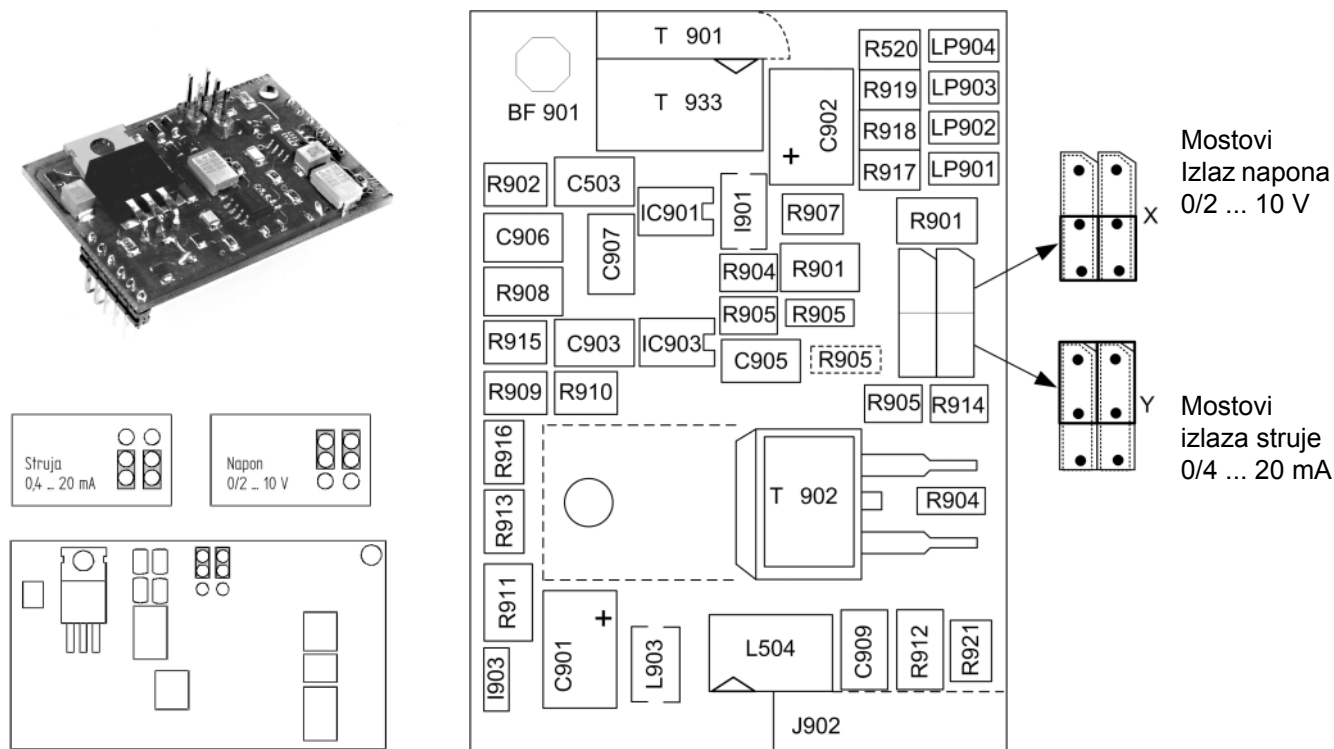 T 901
BF 901
T 933
C902
R520
LP904
R919
LP903
R918
LP902
R917
LP901
Mostovi
Izlaz napona
0/2 ... 10 V
X
R902
C503
IC901
I901
R907
R901
C906
C907
R904
R901
R908
R905
R905
R915
C903
IC903
C905
R905
R909
R910
R905
R914
Y
Mostovi
izlaza struje
0/4 ... 20 mA
Struja
0,4 ... 20 mA
Napon
0/2 ... 10 V
R916
T 902
R904
R913
R911
C901
L903
L504
C909
R912
R921
I903
J902